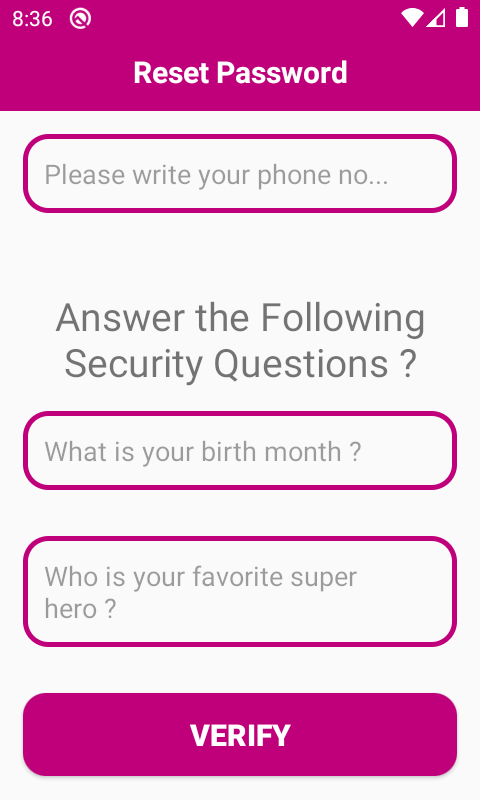 8:36
Reset Password
Please write your phone no...
Answer the Following
Security Questions ?
What is your birth month ?
Who is your favorite super
hero ?
VERIFY